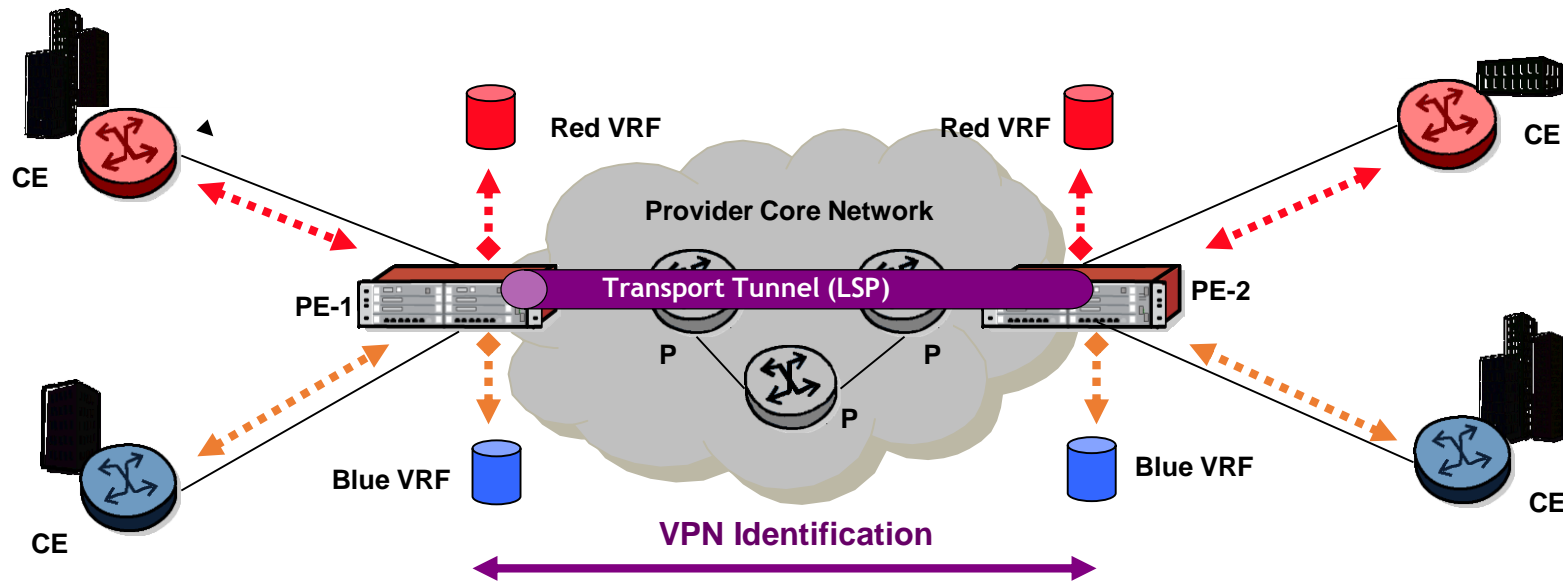 Red VRF
Red VRF
CE
CE
Provider Core Network
Transport Tunnel (LSP)
PE-1
PE-2
P
P
P
Blue VRF
Blue VRF
CE
CE
VPN Identification